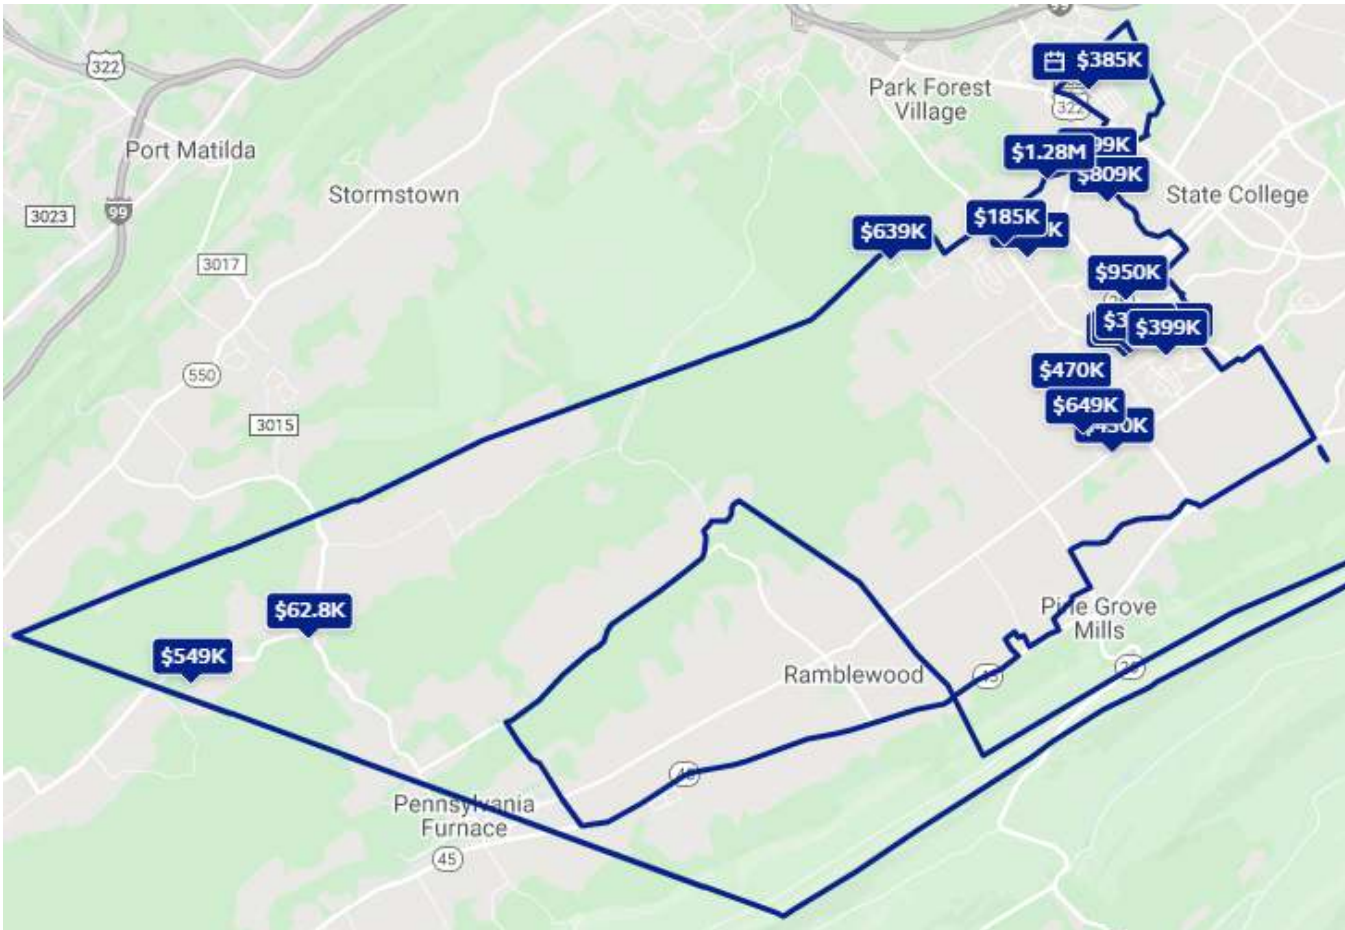 99
322
$385K
Park Forest
Village
322
Port Matilda
$1.28M
99K
$809K
Stormstown
State College
3023
99
$185K
K
$639K
3017
$950K
$3
$399K
550
$470K
$649K
3015
$62.8K
Pine Grove
Mills
$549K
Ramblewood
45
26
45
Pennsylvania
Furnace
45